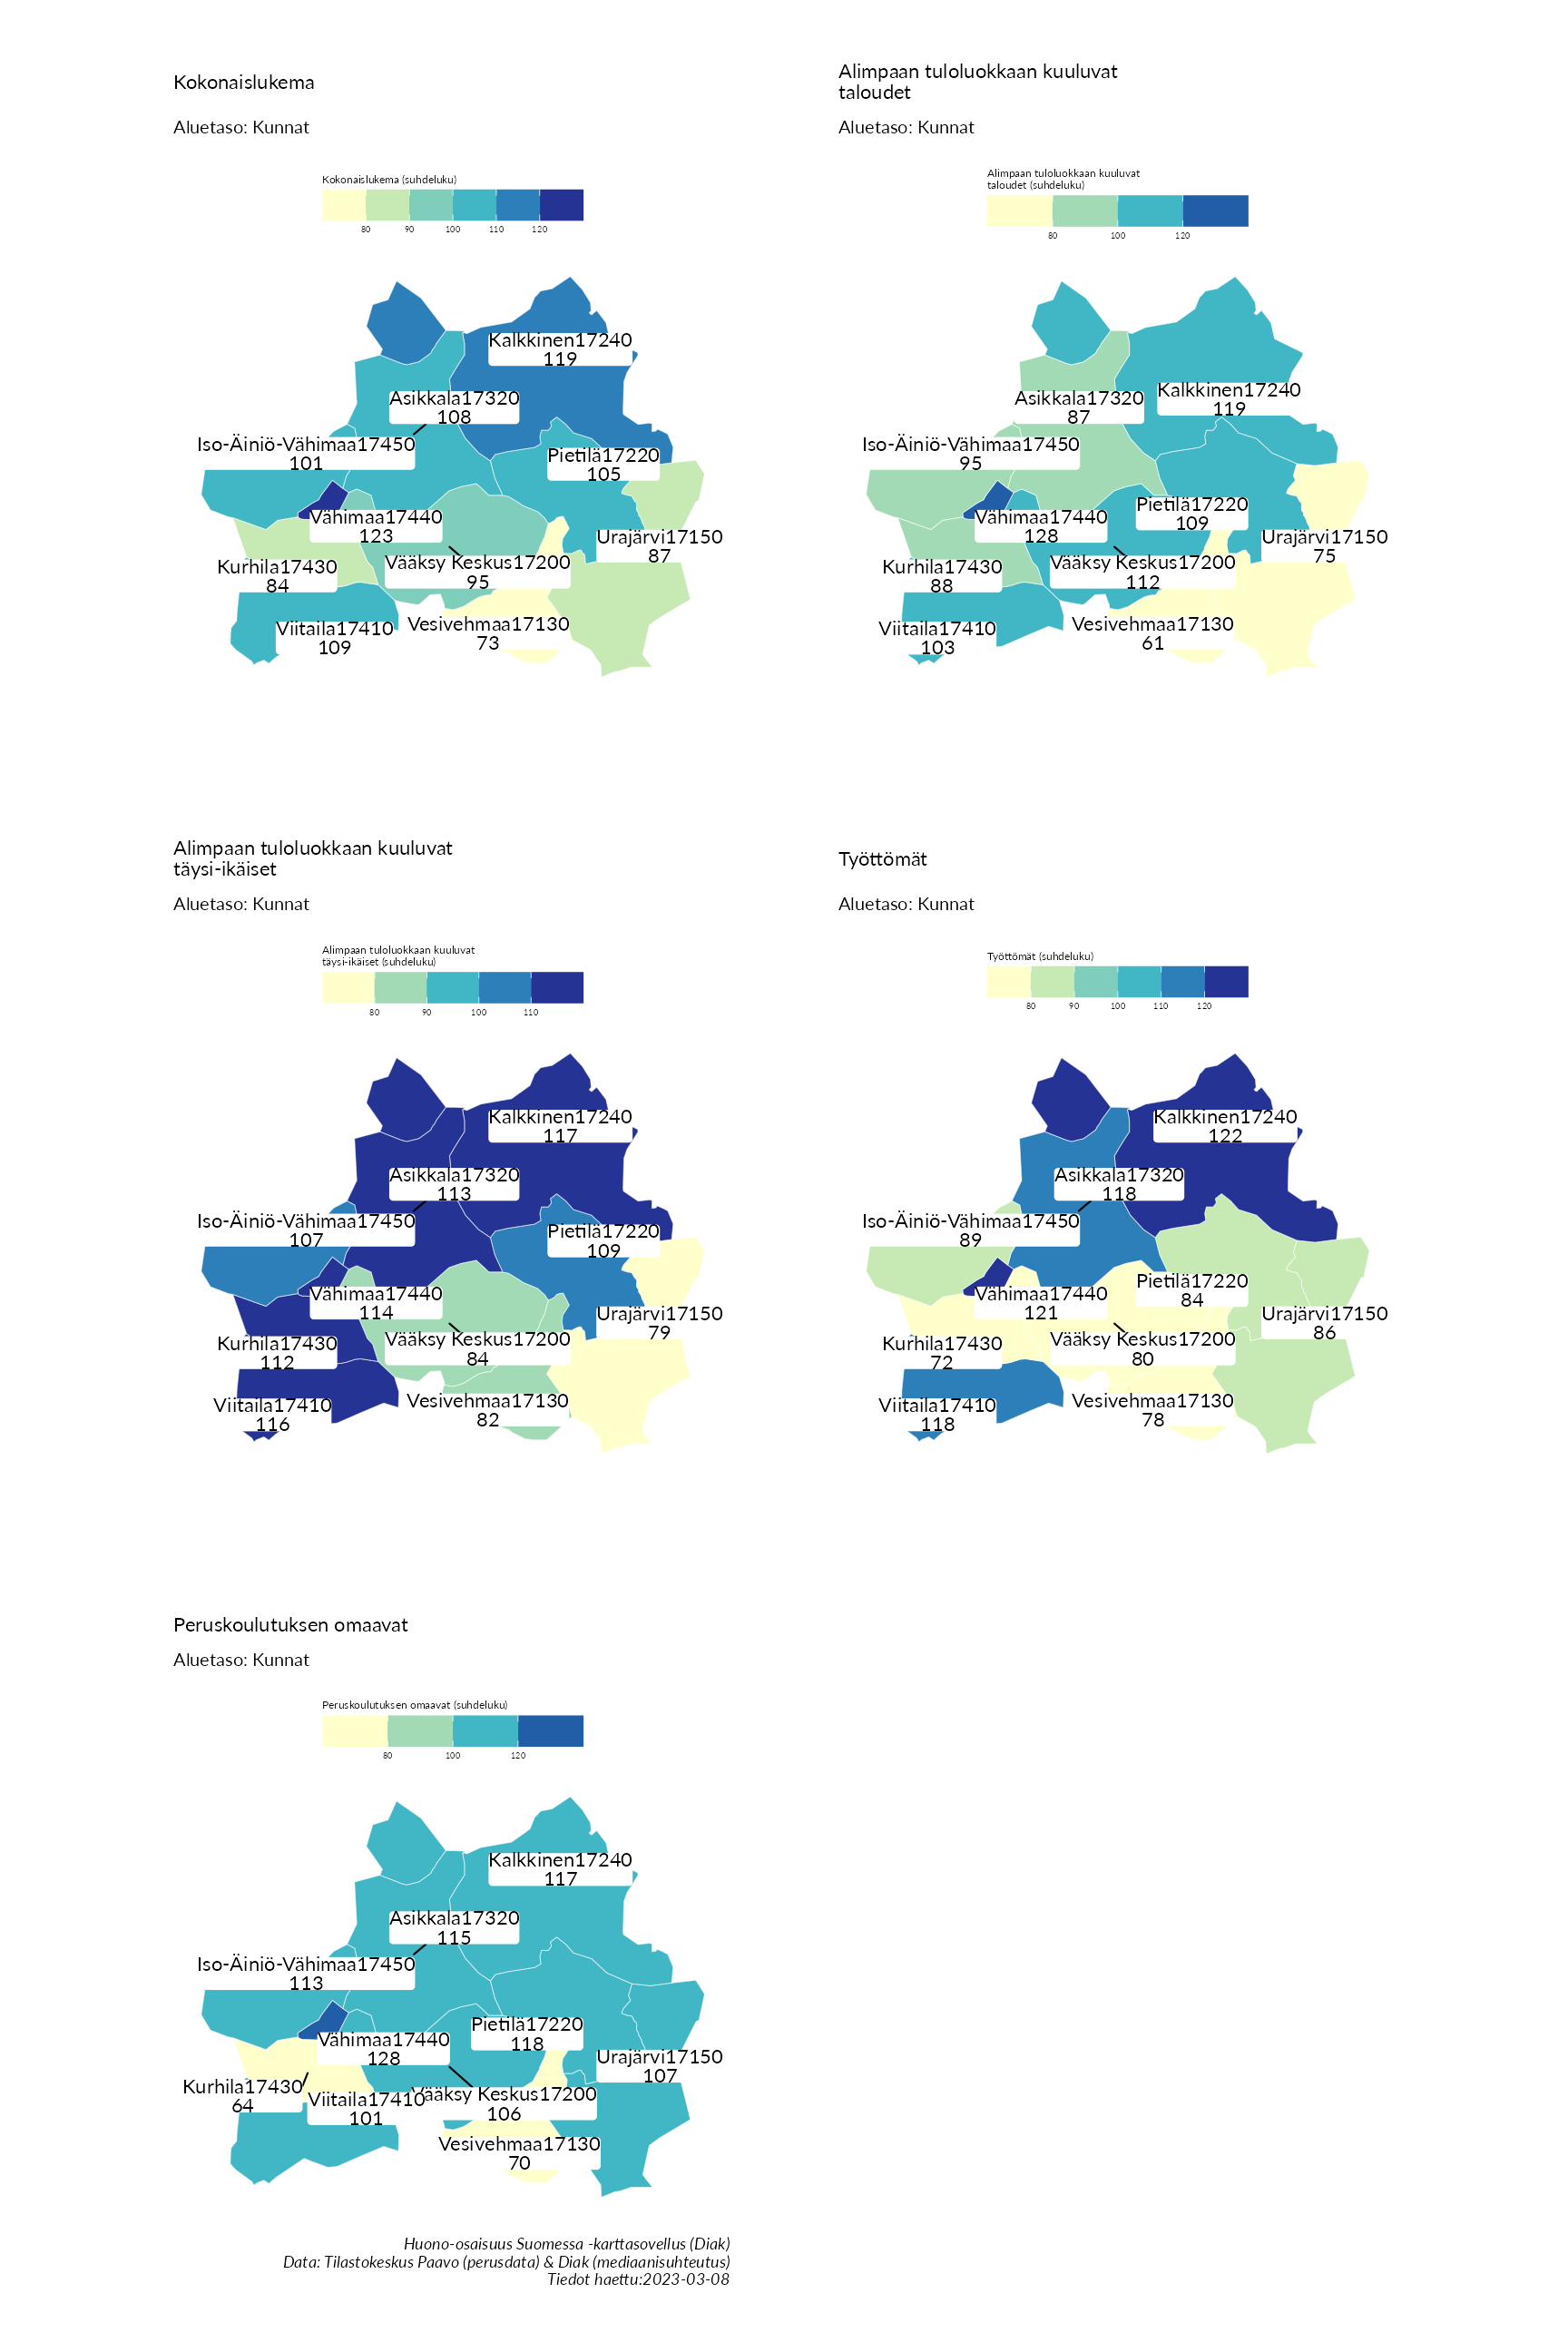 Kokonaislukema
Aluetaso: Kunnat
Kokonaislukema (suhdeluku)
80 90 100 110 120
Kalkkinen17240
119
Asikkala17320
108
Iso-Äiniö-Vähimaa17450
101
Pietilä17220
105
Vähimaa17440
123
Urajärvi17150
87
Kurhila17430
84
Vääksy Keskus17200
95
Viitaila17410
109
Vesivehmaa17130
73
Alimpaan tuloluokkaan kuuluvat
taloudet
Aluetaso: Kunnat
Alimpaan tuloluokkaan kuuluvat
taloudet (suhdeluku)
80 100 120
Kalkkinen17240
119
Asikkala17320
87
Iso-Äiniö-Vähimaa17450
95
Pietilä17220
109
Vähimaa17440
128
Urajärvi17150
75
Kurhila17430
88
Vääksy Keskus17200
112
Viitaila17410
103
Vesivehmaa17130
61
Alimpaan tuloluokkaan kuuluvat
täysi-ikäiset
Aluetaso: Kunnat
Alimpaan tuloluokkaan kuuluvat
täysi-ikäiset (suhdeluku)
80 90 100 110
Kalkkinen17240
117
Asikkala17320
113
Iso-Äiniö-Vähimaa17450
107
Pietilä17220
109
Vähimaa17440
114
Urajärvi17150
79
Kurhila17430
112
Vääksy Keskus17200
84
Viitaila17410
116
Vesivehmaa17130
82
Työttömät
Aluetaso: Kunnat
Työttömät (suhdeluku)
80 90 100 110 120
Kalkkinen17240
122
Asikkala17320
118
Iso-Äiniö-Vähimaa17450
89
Pietilä17220
84
Vähimaa17440
121
Urajärvi17150
86
Kurhila17430
72
Vääksy Keskus17200
80
Viitaila17410
118
Vesivehmaa17130
78
Peruskoulutuksen omaavat
Aluetaso: Kunnat
Peruskoulutuksen omaavat (suhdeluku)
80 100 120
Kalkkinen17240
117
Asikkala17320
115
Iso-Äiniö-Vähimaa17450
113
Pietilä17220
118
Vähimaa17440
128
Urajärvi17150
107
Kurhila17430
64
Viitaila17410
101
Vääksy Keskus17200
106
Vesivehmaa17130
70
Huono-osaisuus Suomessa -karttasovellus (Diak)
Data: Tilastokeskus Paavo (perusdata) & Diak (mediaanisuhteutus)
Tiedot haettu:2023-03-08